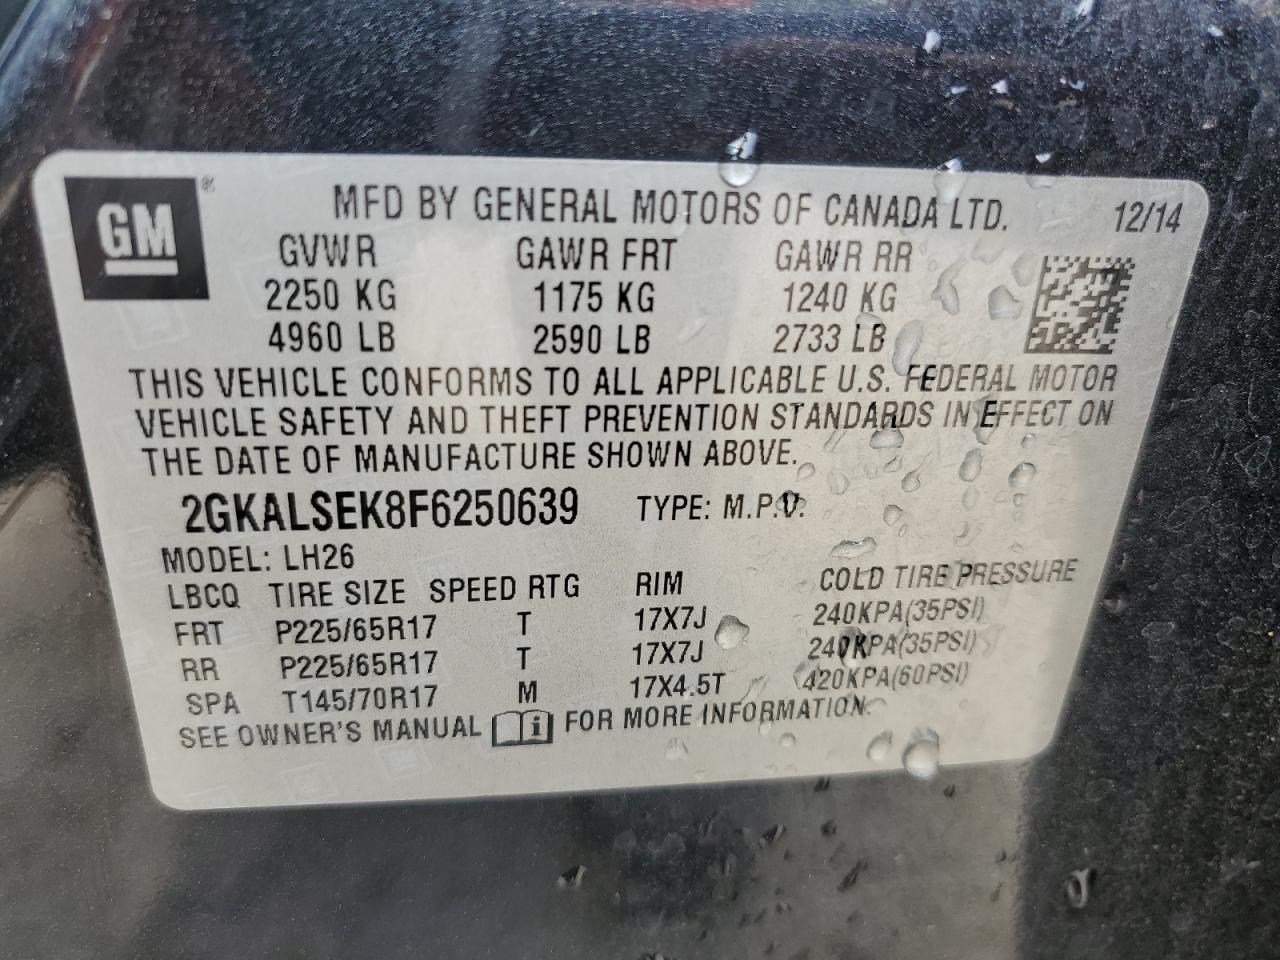 GM ®
MFD BY GENERAL MOTORS OF CANADA LTD. 12/14
GVWR GAWR FRT GAWR RR
2250 KG 1175 KG 1240 KG
4960 LB 2590 LB 2733 LB
THIS VEHICLE CONFORMS TO ALL APPLICABLE U.S. FEDERAL MOTOR
VEHICLE SAFETY AND THEFT PREVENTION STANDARDS IN EFFECT ON
THE DATE OF MANUFACTURE SHOWN ABOVE.
2GKALSEK8F6250639 TYPE: M.P.V.
MODEL: LH26
LBCQ TIRE SIZE SPEED RTG RIM COLD TIRE PRESSURE
FRT P225/65R17 T 17X7J 240KPA(35PSI)
RR P225/65R17 T 17X7J 240KPA(35PSI)
SPA T145/70R17 M 17X4.5T 420KPA(60PSI)
SEE OWNER'S MANUAL i FOR MORE INFORMATION.